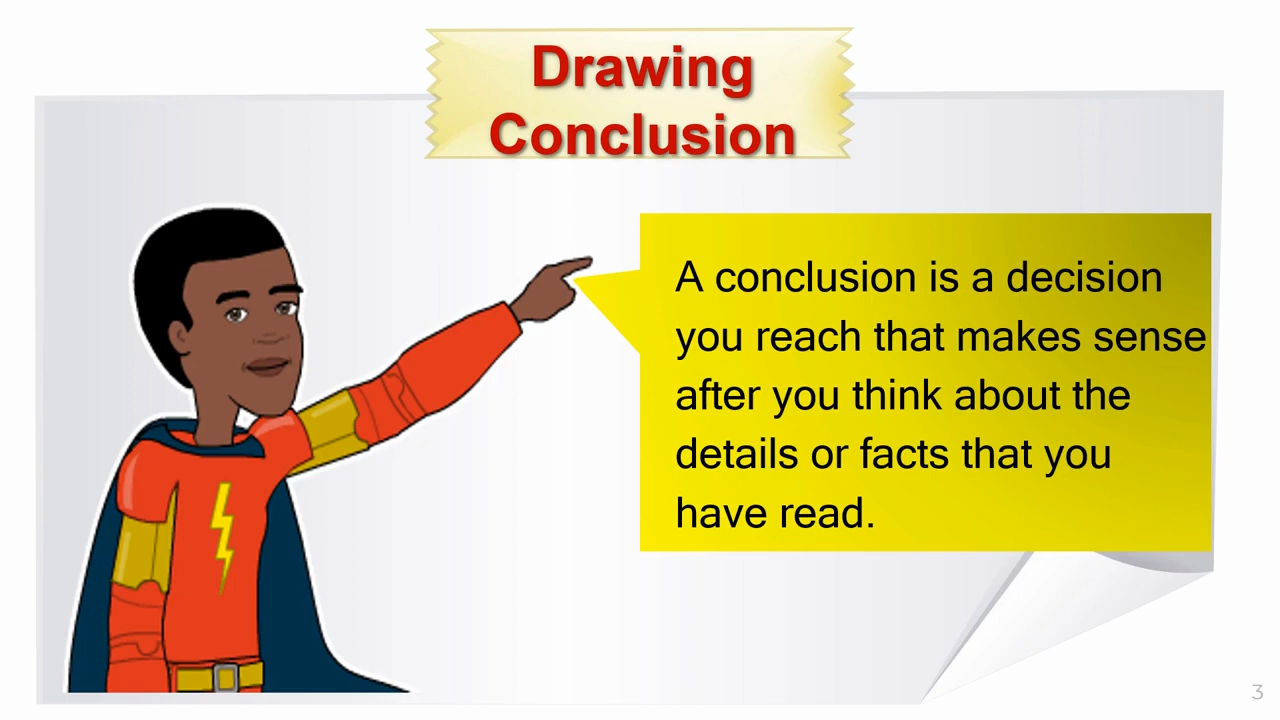 Drawing
Conclusion
A conclusion is a decision
you reach that makes sense
after you think about the
details or facts that you
have read.
3